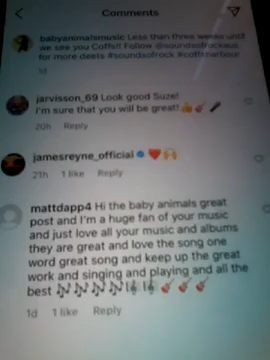 Comments
babyanimalsmusic Less than three weeks until
we see you Coffs!! Follow @soundsofrockaus
for more deets #soundsofrock #coffsharbour
1d
jarvisson_69 Look good Suze!
I'm sure that you will be great! 👍🎸🎤
20h Reply
jamesreyne_official ❤️🙌
21h 1 like Reply
mattdapp4 Hi the baby animals great
post and I'm a huge fan of your music
and just love all your music and albums
they are great and love the song one
word great song and keep up the great
work and singing and playing and all the
best 🎶🎶🎶🎶🎼🎼🎸🎸🎸
1d 1 like Reply